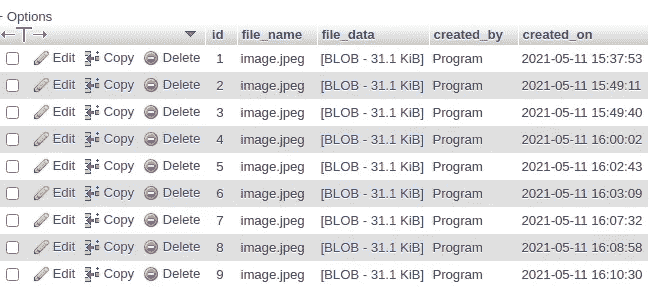 Options
id file_name file_data created_by created_on
Edit Copy Delete 1 image.jpeg [BLOB - 31.1 KiB] Program 2021-05-11 15:37:53
Edit Copy Delete 2 image.jpeg [BLOB - 31.1 KiB] Program 2021-05-11 15:49:11
Edit Copy Delete 3 image.jpeg [BLOB - 31.1 KiB] Program 2021-05-11 15:49:40
Edit Copy Delete 4 image.jpeg [BLOB - 31.1 KiB] Program 2021-05-11 16:00:02
Edit Copy Delete 5 image.jpeg [BLOB - 31.1 KiB] Program 2021-05-11 16:02:43
Edit Copy Delete 6 image.jpeg [BLOB - 31.1 KiB] Program 2021-05-11 16:03:09
Edit Copy Delete 7 image.jpeg [BLOB - 31.1 KiB] Program 2021-05-11 16:07:32
Edit Copy Delete 8 image.jpeg [BLOB - 31.1 KiB] Program 2021-05-11 16:08:58
Edit Copy Delete 9 image.jpeg [BLOB - 31.1 KiB] Program 2021-05-11 16:10:30